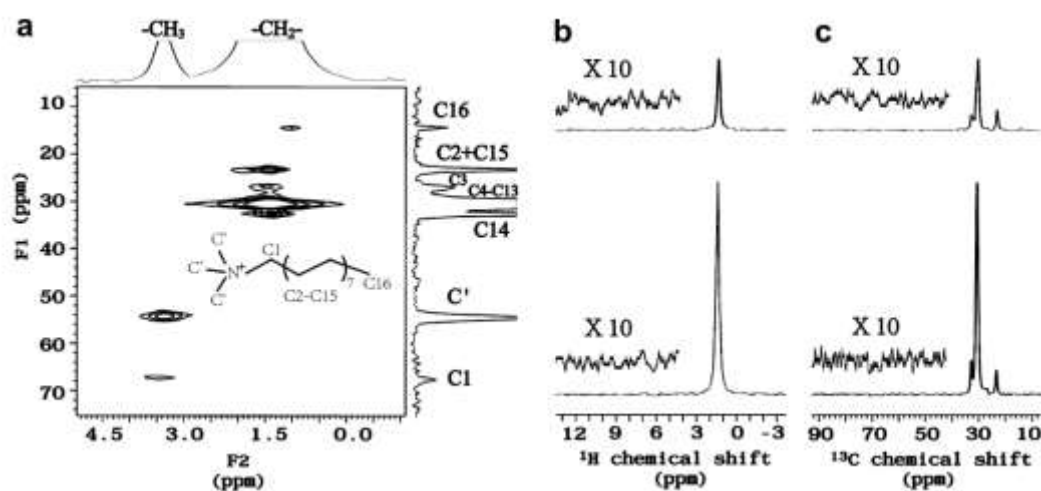 a
-CH3
-CH2-
10
20
30
40
50
60
70
F1 (ppm)
4.5
3.0
1.5
0.0
F2
(ppm)
C'
C'
C'
N+
C1
C2-C15
7
C16
C16
C2+C15
C3
C4-C13
C14
C'
C1
b
X 10
X 10
12 9 6 3 0 -3
1H chemical shift
(ppm)
c
X 10
X 10
90 70 50 30 10
13C chemical shift
(ppm)